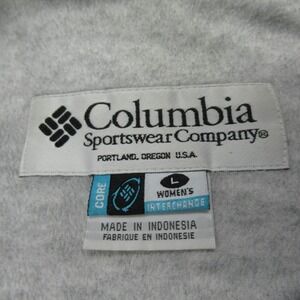 Columbia
Sportswear Company®
PORTLAND, OREGON U.S.A.
CORE
L
WOMEN'S
INTERCHANGE
MADE IN INDONESIA
FABRIQUE EN INDONESIE